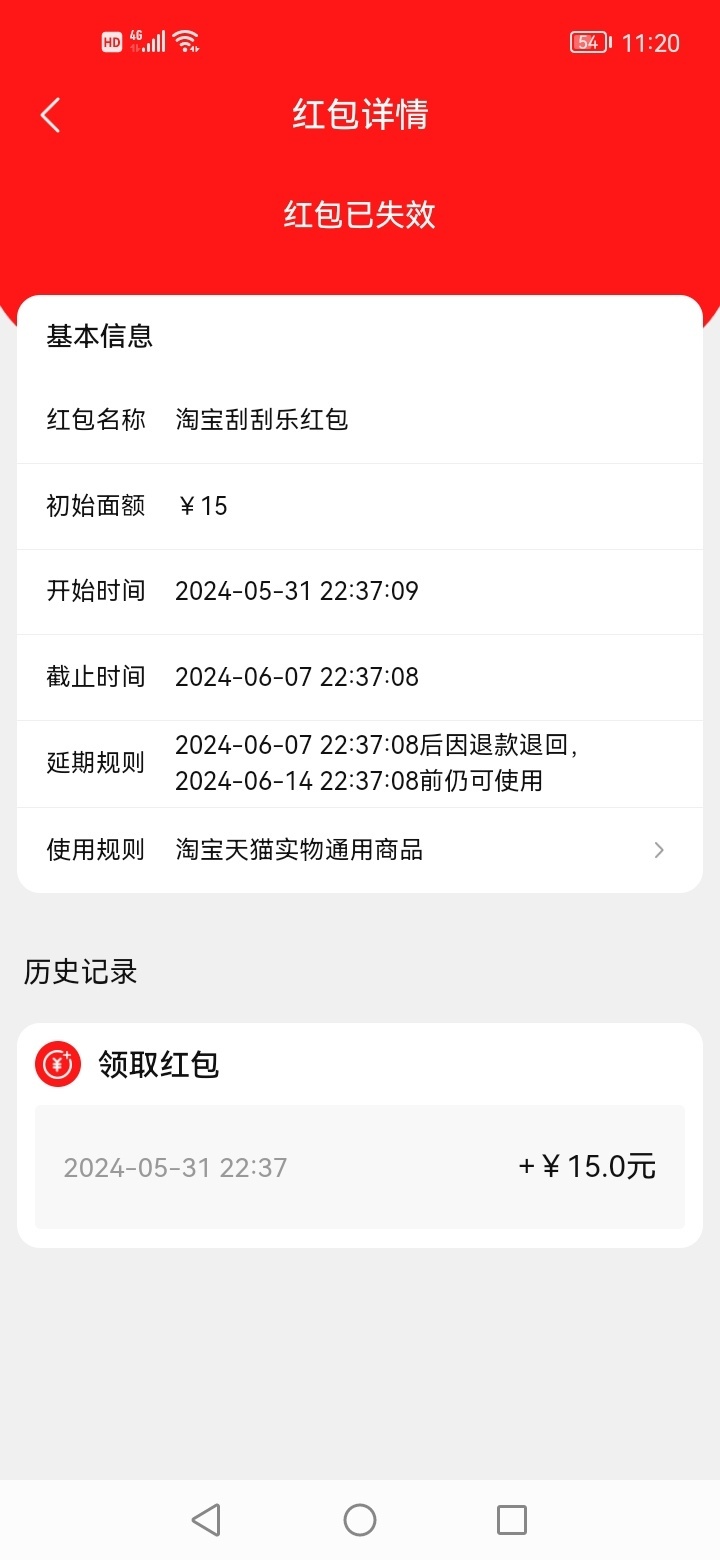 HD 4G 54 11:20
红包详情
红包已失效
基本信息
红包名称 淘宝刮刮乐红包
初始面额 ￥15
开始时间 2024-05-31 22:37:09
截止时间 2024-06-07 22:37:08
延期规则 2024-06-07 22:37:08后因退款退回，
2024-06-14 22:37:08前仍可使用
使用规则 淘宝天猫实物通用商品
历史记录
领取红包
2024-05-31 22:37 +￥15.0元